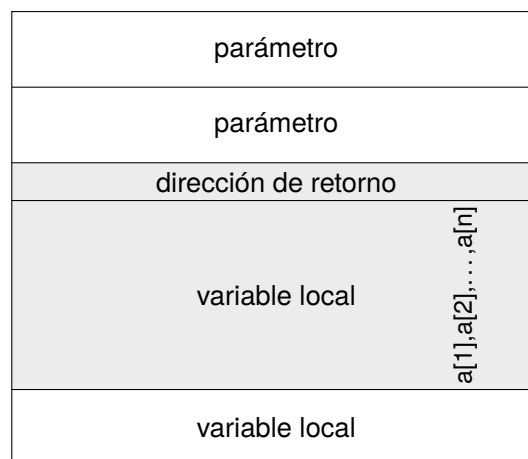 parámetro
parámetro
dirección de retorno
variable local
a[1],a[2],...,a[n]
variable local